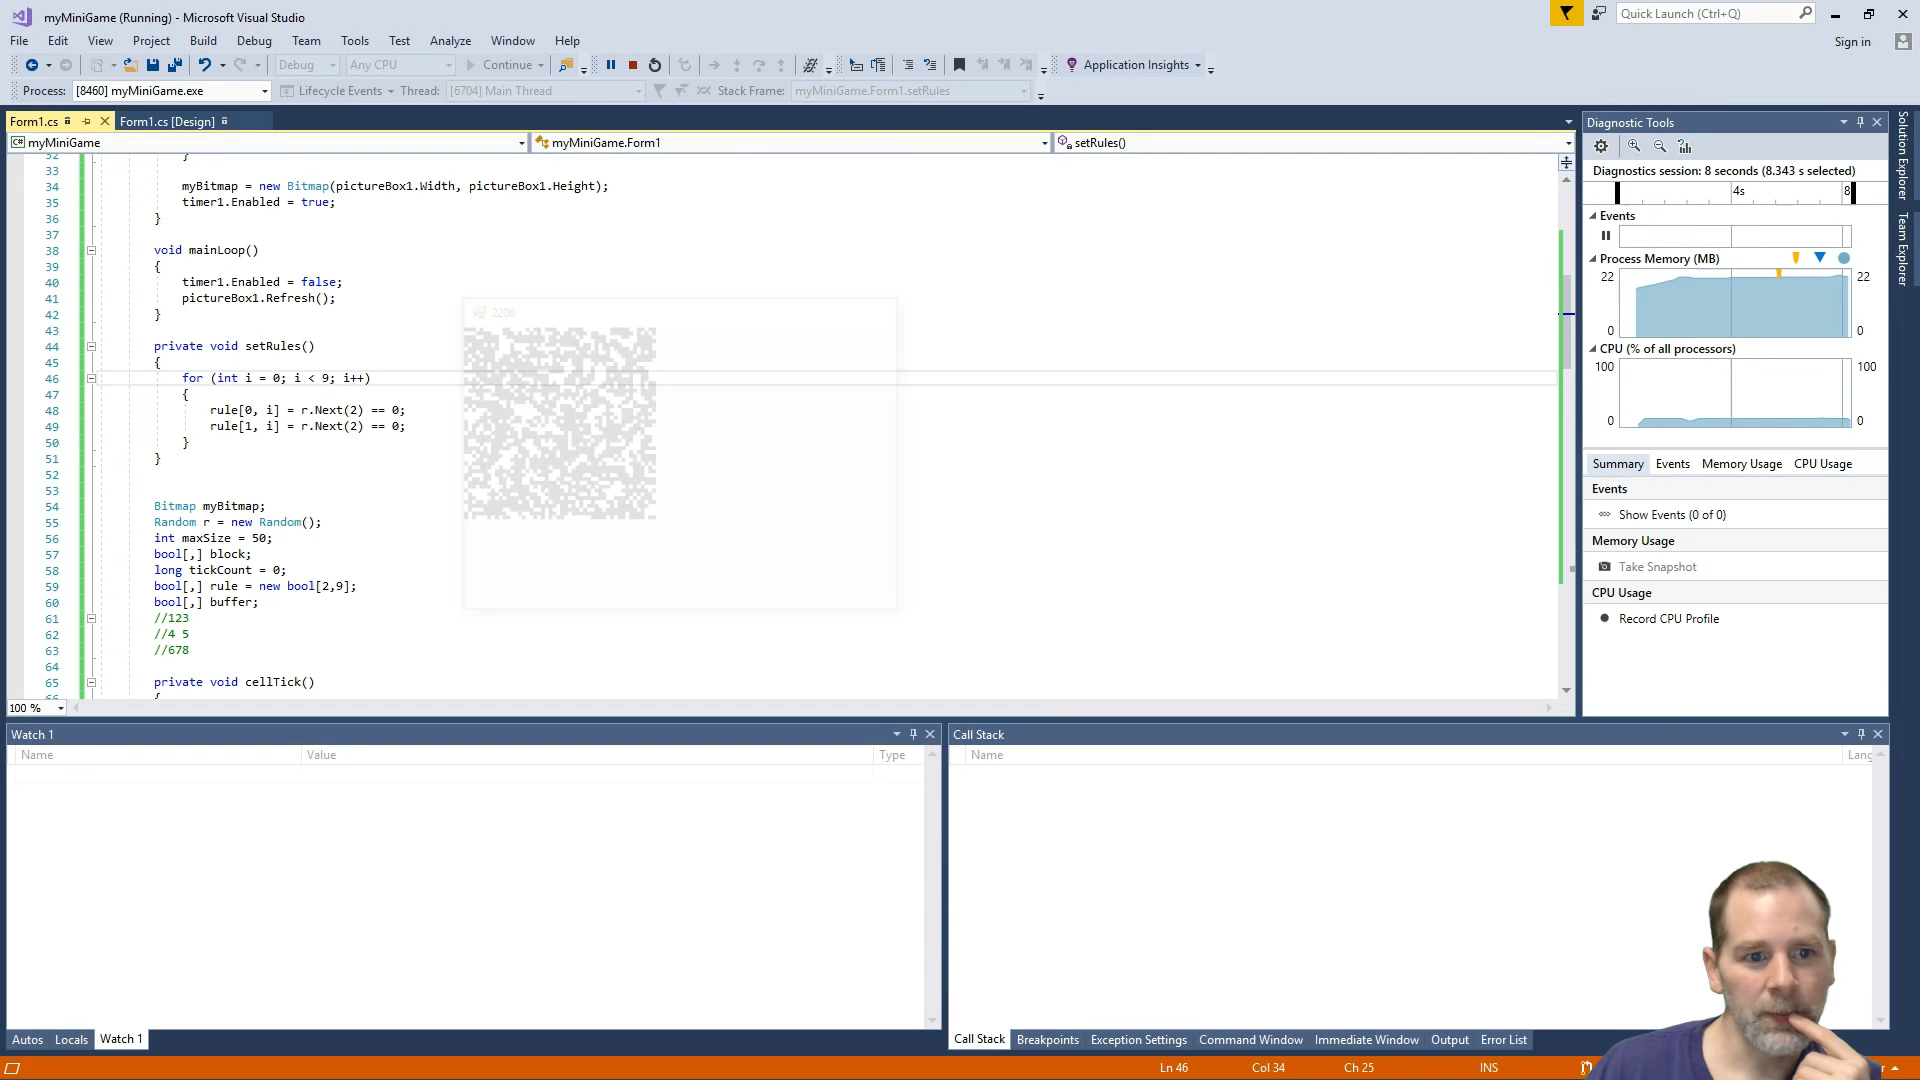 myMiniGame (Running) - Microsoft Visual Studio
Quick Launch (Ctrl+Q)
File Edit View Project Build Debug Team Tools Test Analyze Window Help
Sign in
Debug Any CPU Continue Application Insights
Process: [8460] myMiniGame.exe Lifecycle Events Thread: [6704] Main Thread Stack Frame: myMiniGame.Form1.setRules
Form1.cs Form1.cs [Design]
C# myMiniGame myMiniGame.Form1 setRules()
32 }
33
34 myBitmap = new Bitmap(pictureBox1.Width, pictureBox1.Height);
35 timer1.Enabled = true;
36 }
37
38 void mainLoop()
39 {
40 timer1.Enabled = false;
41 pictureBox1.Refresh();
42 }
43
44 private void setRules()
45 {
46 for (int i = 0; i < 9; i++)
47 {
48 rule[0, i] = r.Next(2) == 0;
49 rule[1, i] = r.Next(2) == 0;
50 }
51 }
52
53
54 Bitmap myBitmap;
55 Random r = new Random();
56 int maxSize = 50;
57 bool[,] block;
58 long tickCount = 0;
59 bool[,] rule = new bool[2,9];
60 bool[,] buffer;
61 //123
62 //4 5
63 //678
64
65 private void cellTick()
66 {
2206
100 %
Diagnostic Tools
Diagnostics session: 8 seconds (8.343 s selected)
4s 8
Events
Process Memory (MB)
22 22
0 0
CPU (% of all processors)
100 100
0 0
Summary Events Memory Usage CPU Usage
Events
Show Events (0 of 0)
Memory Usage
Take Snapshot
CPU Usage
Record CPU Profile
Solution Explorer
Team Explorer
Watch 1
Name Value Type
Autos Locals Watch 1
Call Stack
Name Lang
Call Stack Breakpoints Exception Settings Command Window Immediate Window Output Error List
Ln 46 Col 34 Ch 25 INS